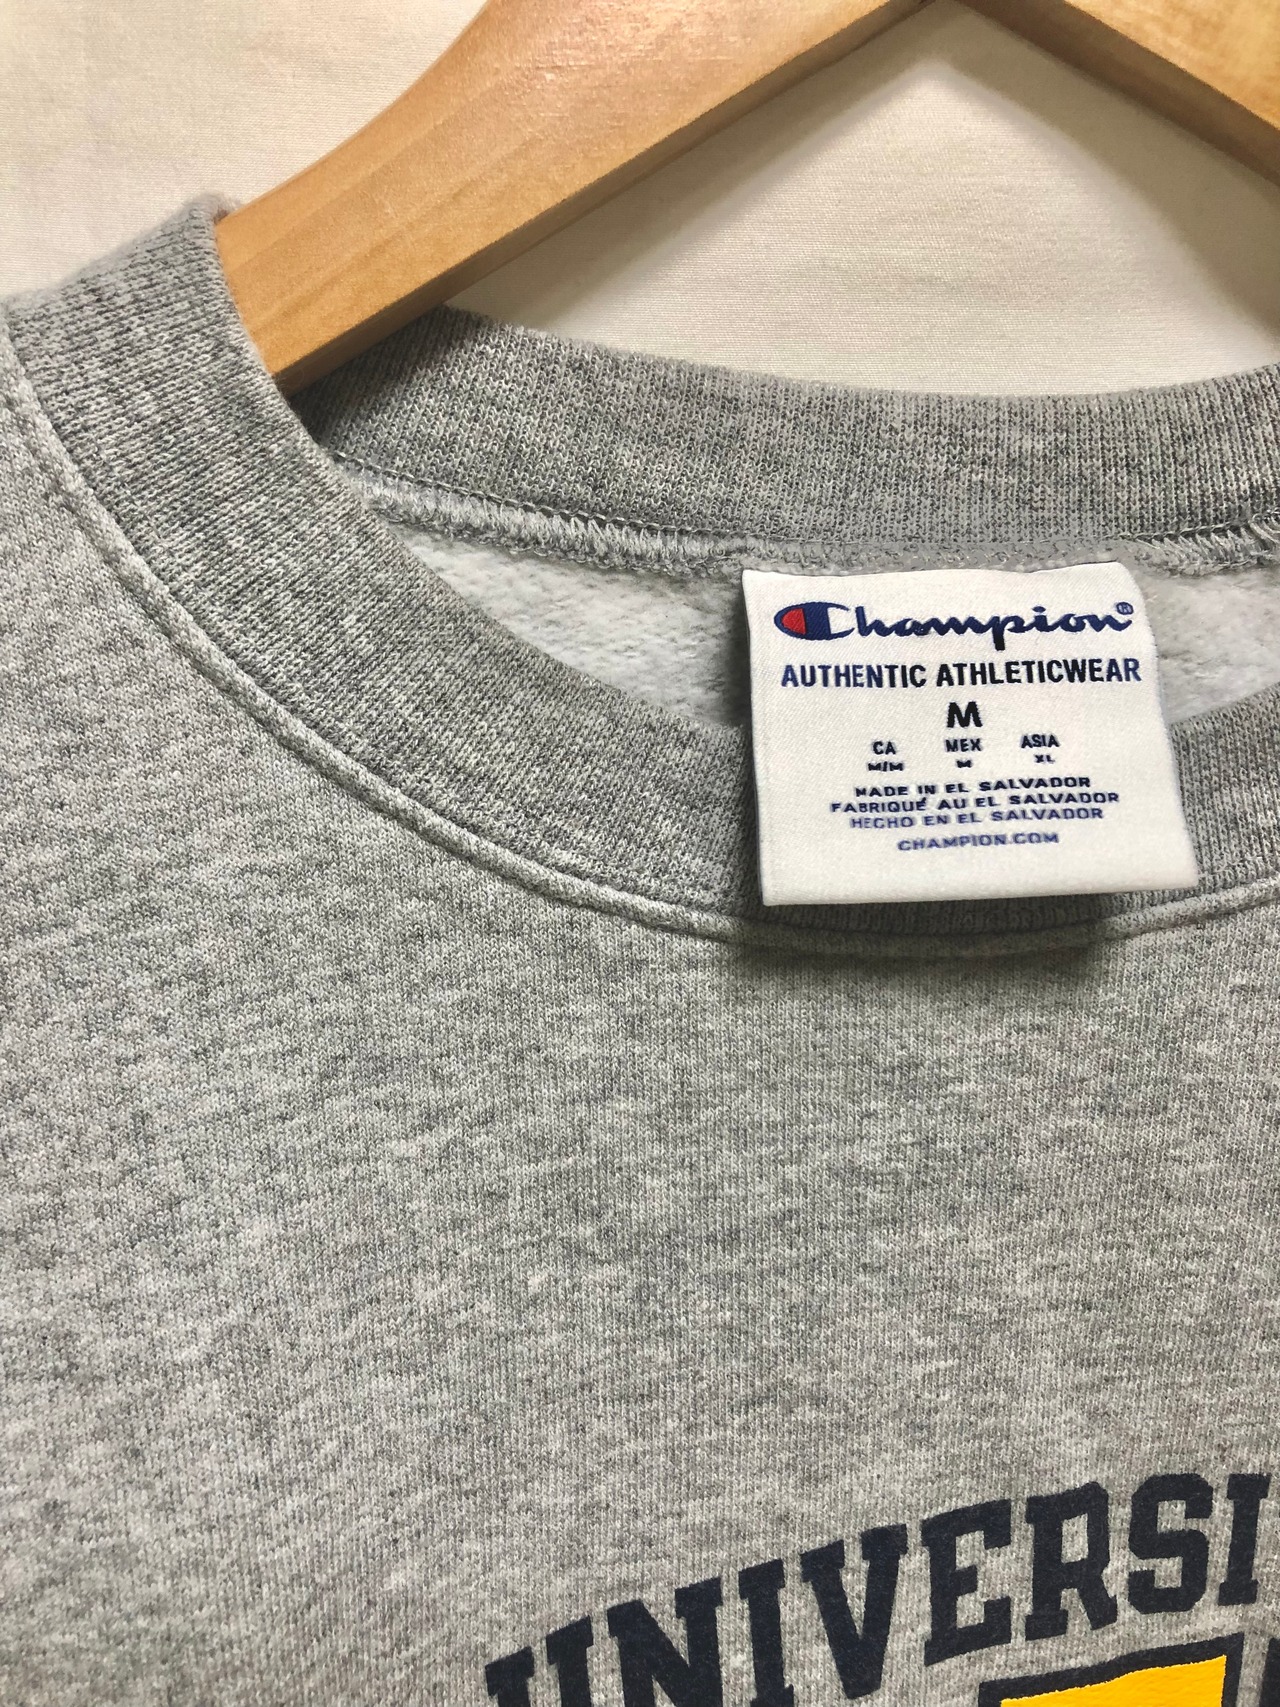 Champion®
AUTHENTIC ATHLETICWEAR
M
CA MEX ASIA
M/M M XL
MADE IN EL SALVADOR
FABRIQUÉ AU EL SALVADOR
HECHO EN EL SALVADOR
CHAMPION.COM
UNIVERSI